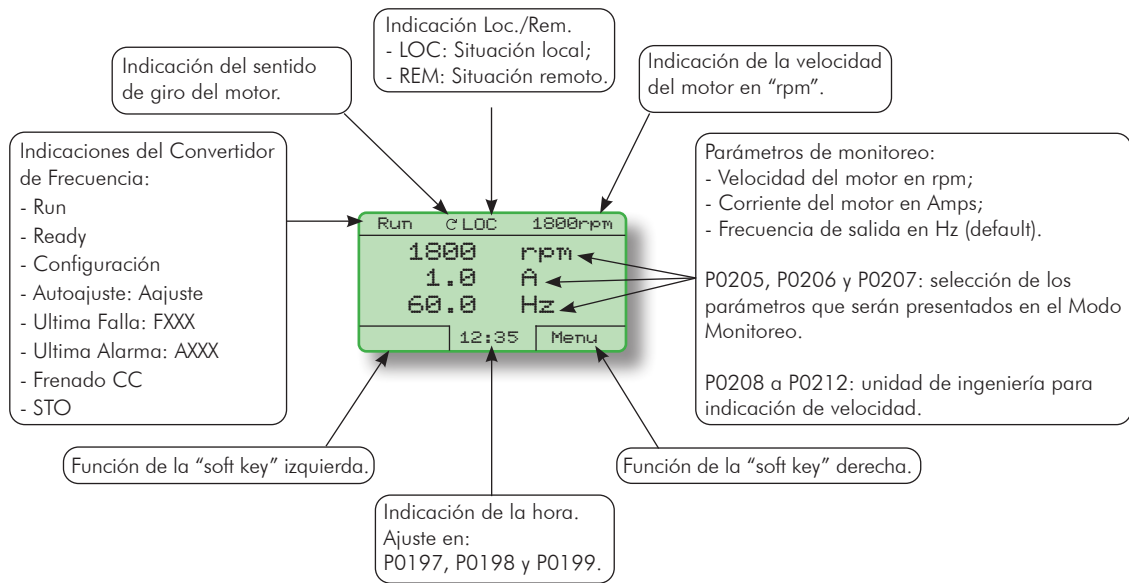 Indicación Loc./Rem.
- LOC: Situación local;
- REM: Situación remoto.
Indicación del sentido
de giro del motor.
Indicación de la velocidad
del motor en “rpm”.
Indicaciones del Convertidor
de Frecuencia:
- Run
- Ready
- Configuración
- Autoajuste: Aajuste
- Ultima Falla: FXXX
- Ultima Alarma: AXXX
- Frenado CC
- STO
Run LOC 1800rpm
1800 rpm
1.0 A
60.0 Hz
12:35 Menu
Parámetros de monitoreo:
- Velocidad del motor en rpm;
- Corriente del motor en Amps;
- Frecuencia de salida en Hz (default).
P0205, P0206 y P0207: selección de los
parámetros que serán presentados en el Modo
Monitoreo.
P0208 a P0212: unidad de ingeniería para
indicación de velocidad.
Función de la “soft key” izquierda.
Función de la “soft key” derecha.
Indicación de la hora.
Ajuste en:
P0197, P0198 y P0199.